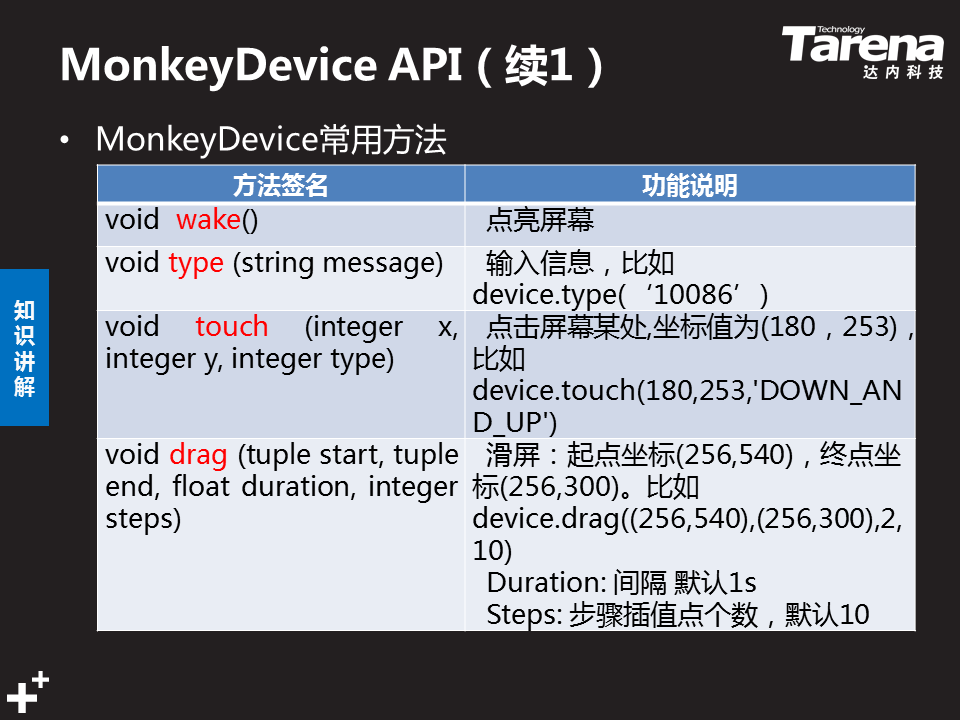 MonkeyDevice API（续1）
Technology
Tarena
达内科技
• MonkeyDevice常用方法
方法签名
功能说明
void wake()
点亮屏幕
void type (string message)
输入信息，比如
device.type(‘10086’)
void touch (integer x,
integer y, integer type)
点击屏幕某处,坐标值为(180，253)，
比如
device.touch(180,253,'DOWN_AN
D_UP')
void drag (tuple start, tuple
end, float duration, integer
steps)
滑屏：起点坐标(256,540)，终点坐
标(256,300)。比如
device.drag((256,540),(256,300),2,
10)
Duration: 间隔 默认1s
Steps: 步骤插值点个数，默认10
知
识
讲
解